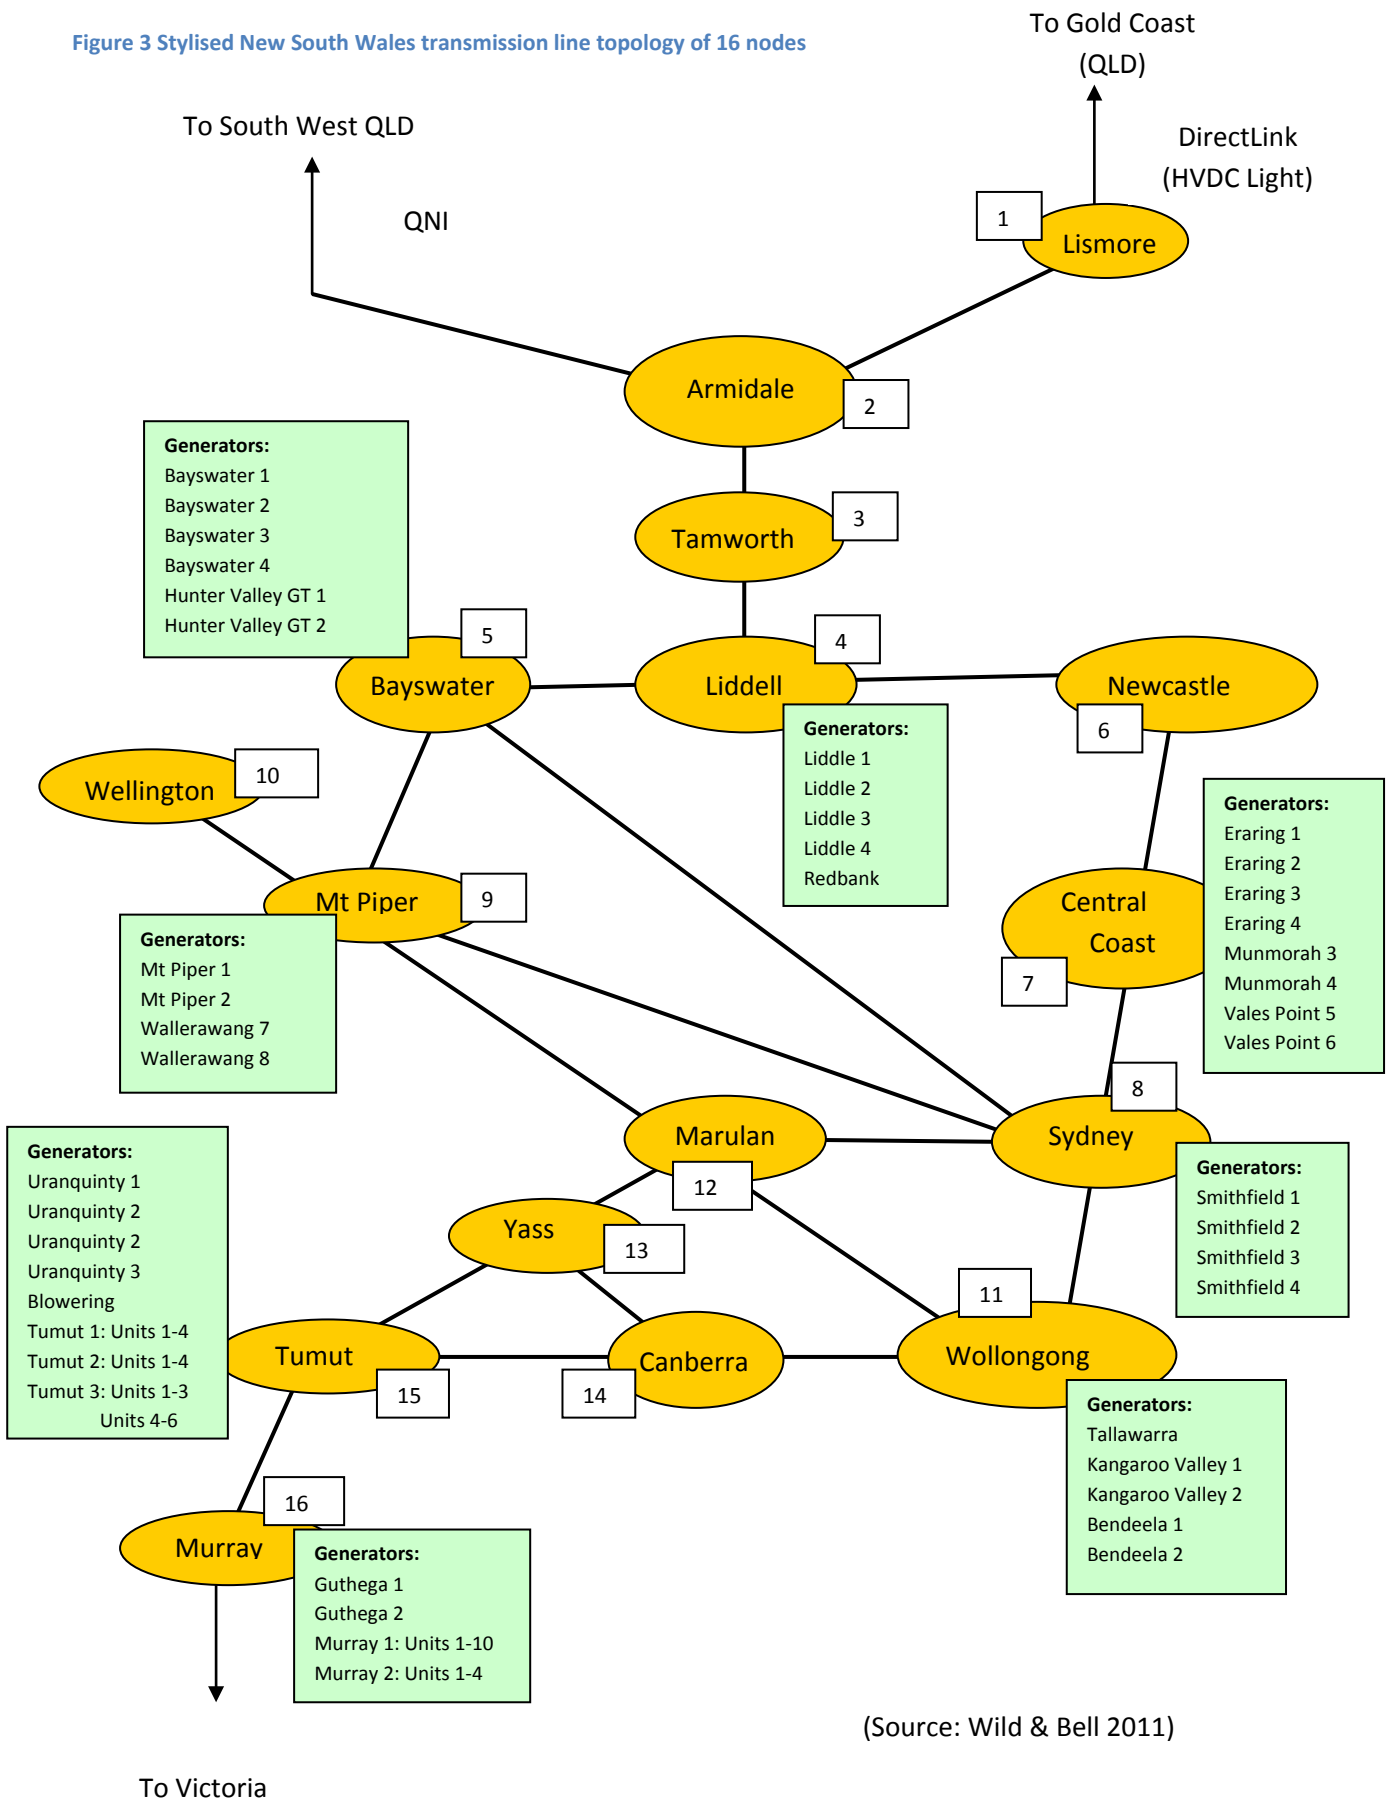 Figure 3 Stylised New South Wales transmission line topology of 16 nodes
To Gold Coast
(QLD)
To South West QLD
DirectLink
(HVDC Light)
QNI
1
Lismore
Armidale
2
Generators:
Bayswater 1
Bayswater 2
Bayswater 3
Bayswater 4
Hunter Valley GT 1
Hunter Valley GT 2
3
Tamworth
5
Bayswater
4
Liddell
Newcastle
6
Generators:
Liddle 1
Liddle 2
Liddle 3
Liddle 4
Redbank
10
Wellington
Generators:
Eraring 1
Eraring 2
Eraring 3
Eraring 4
Munmorah 3
Munmorah 4
Vales Point 5
Vales Point 6
Mt Piper
9
Central
Coast
7
Generators:
Mt Piper 1
Mt Piper 2
Wallerawang 7
Wallerawang 8
8
Sydney
Marulan
12
Generators:
Smithfield 1
Smithfield 2
Smithfield 3
Smithfield 4
Generators:
Uranquinty 1
Uranquinty 2
Uranquinty 2
Uranquinty 3
Blowering
Tumut 1: Units 1-4
Tumut 2: Units 1-4
Tumut 3: Units 1-3
Units 4-6
Yass
13
11
Wollongong
Tumut
15
Canberra
14
Generators:
Tallawarra
Kangaroo Valley 1
Kangaroo Valley 2
Bendeela 1
Bendeela 2
16
Murray
Generators:
Guthega 1
Guthega 2
Murray 1: Units 1-10
Murray 2: Units 1-4
(Source: Wild & Bell 2011)
To Victoria